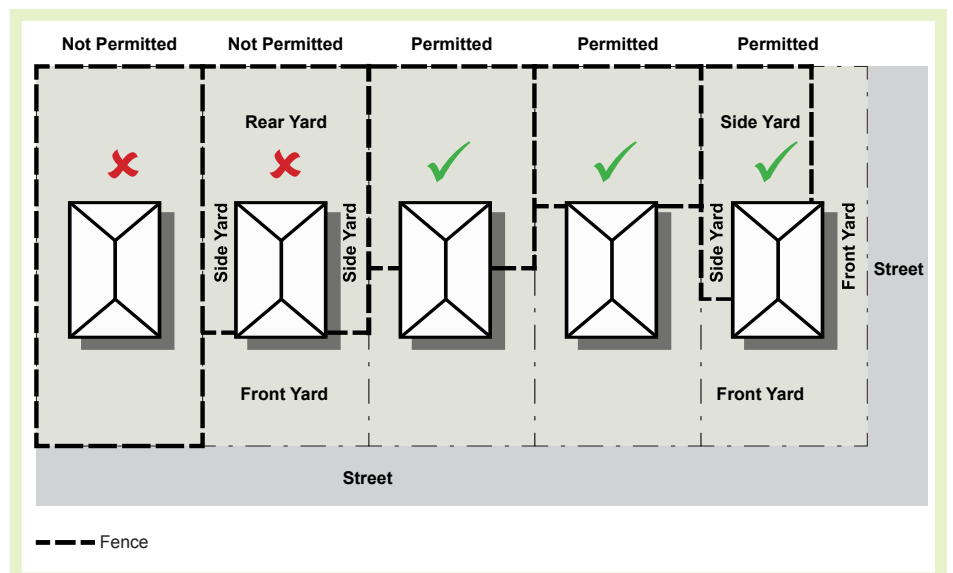 Not Permitted
Not Permitted
Permitted
Permitted
Permitted
Rear Yard
Side Yard
Side Yard
Side Yard
Side Yard
Front Yard
Street
Front Yard
Front Yard
Street
Fence